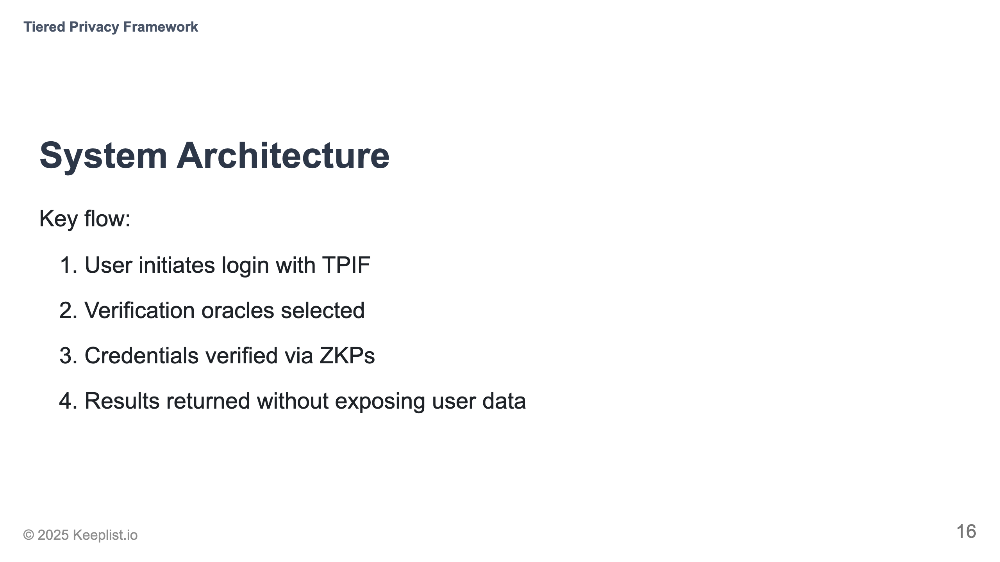 Tiered Privacy Framework
System Architecture
Key flow:
1. User initiates login with TPIF
2. Verification oracles selected
3. Credentials verified via ZKPs
4. Results returned without exposing user data
© 2025 Keeplist.io
16